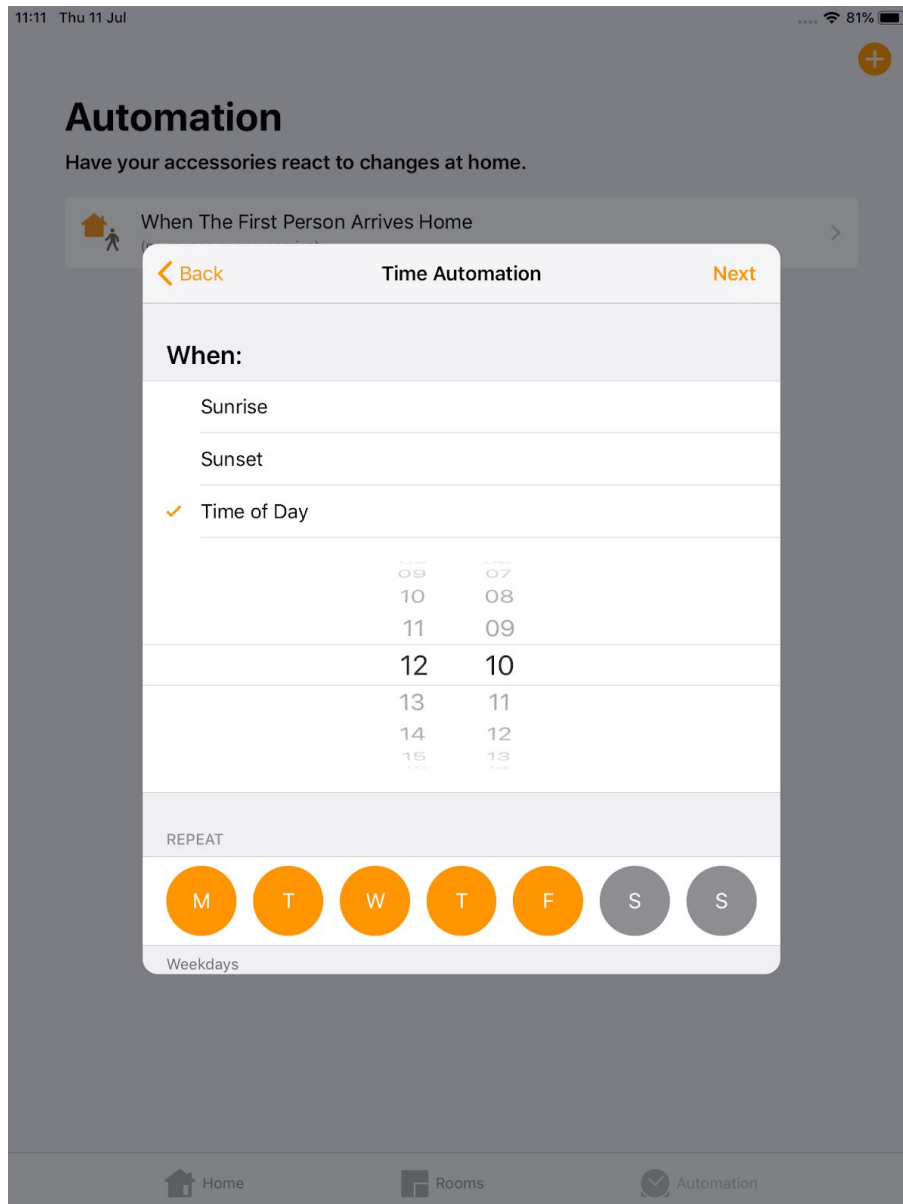 11:11 Thu 11 Jul 81%
Automation
Have your accessories react to changes at home.
When The First Person Arrives Home
Back Time Automation Next
When:
Sunrise
Sunset
Time of Day
09 07
10 08
11 09
12 10
13 11
14 12
15 13
REPEAT
M T W T F S S
Weekdays
Home Rooms Automation